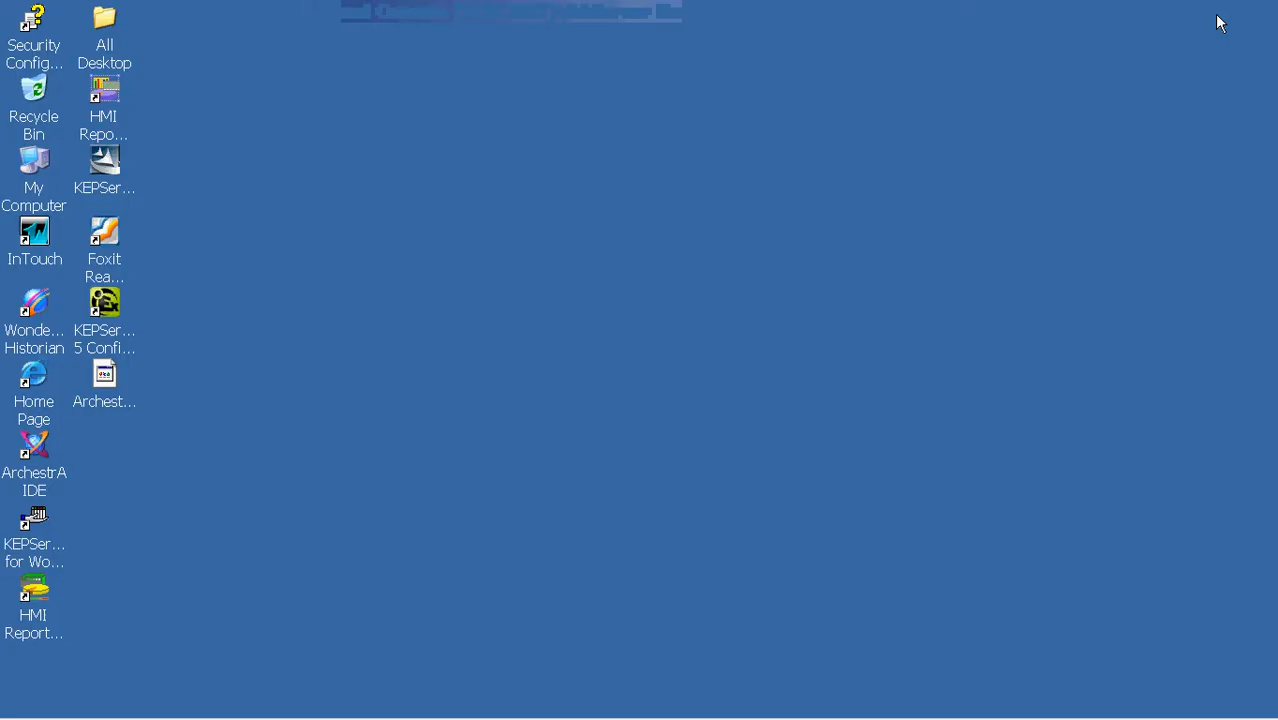 Security
Config...
Recycle
Bin
My
Computer
InTouch
Wonde...
Historian
Home
Page
ArchestrA
IDE
KEPSer...
for Wo...
HMI
Report...
All
Desktop
HMI
Repo...
KEPSer...
Foxit
Rea...
KEPSer...
5 Confi...
Archest...